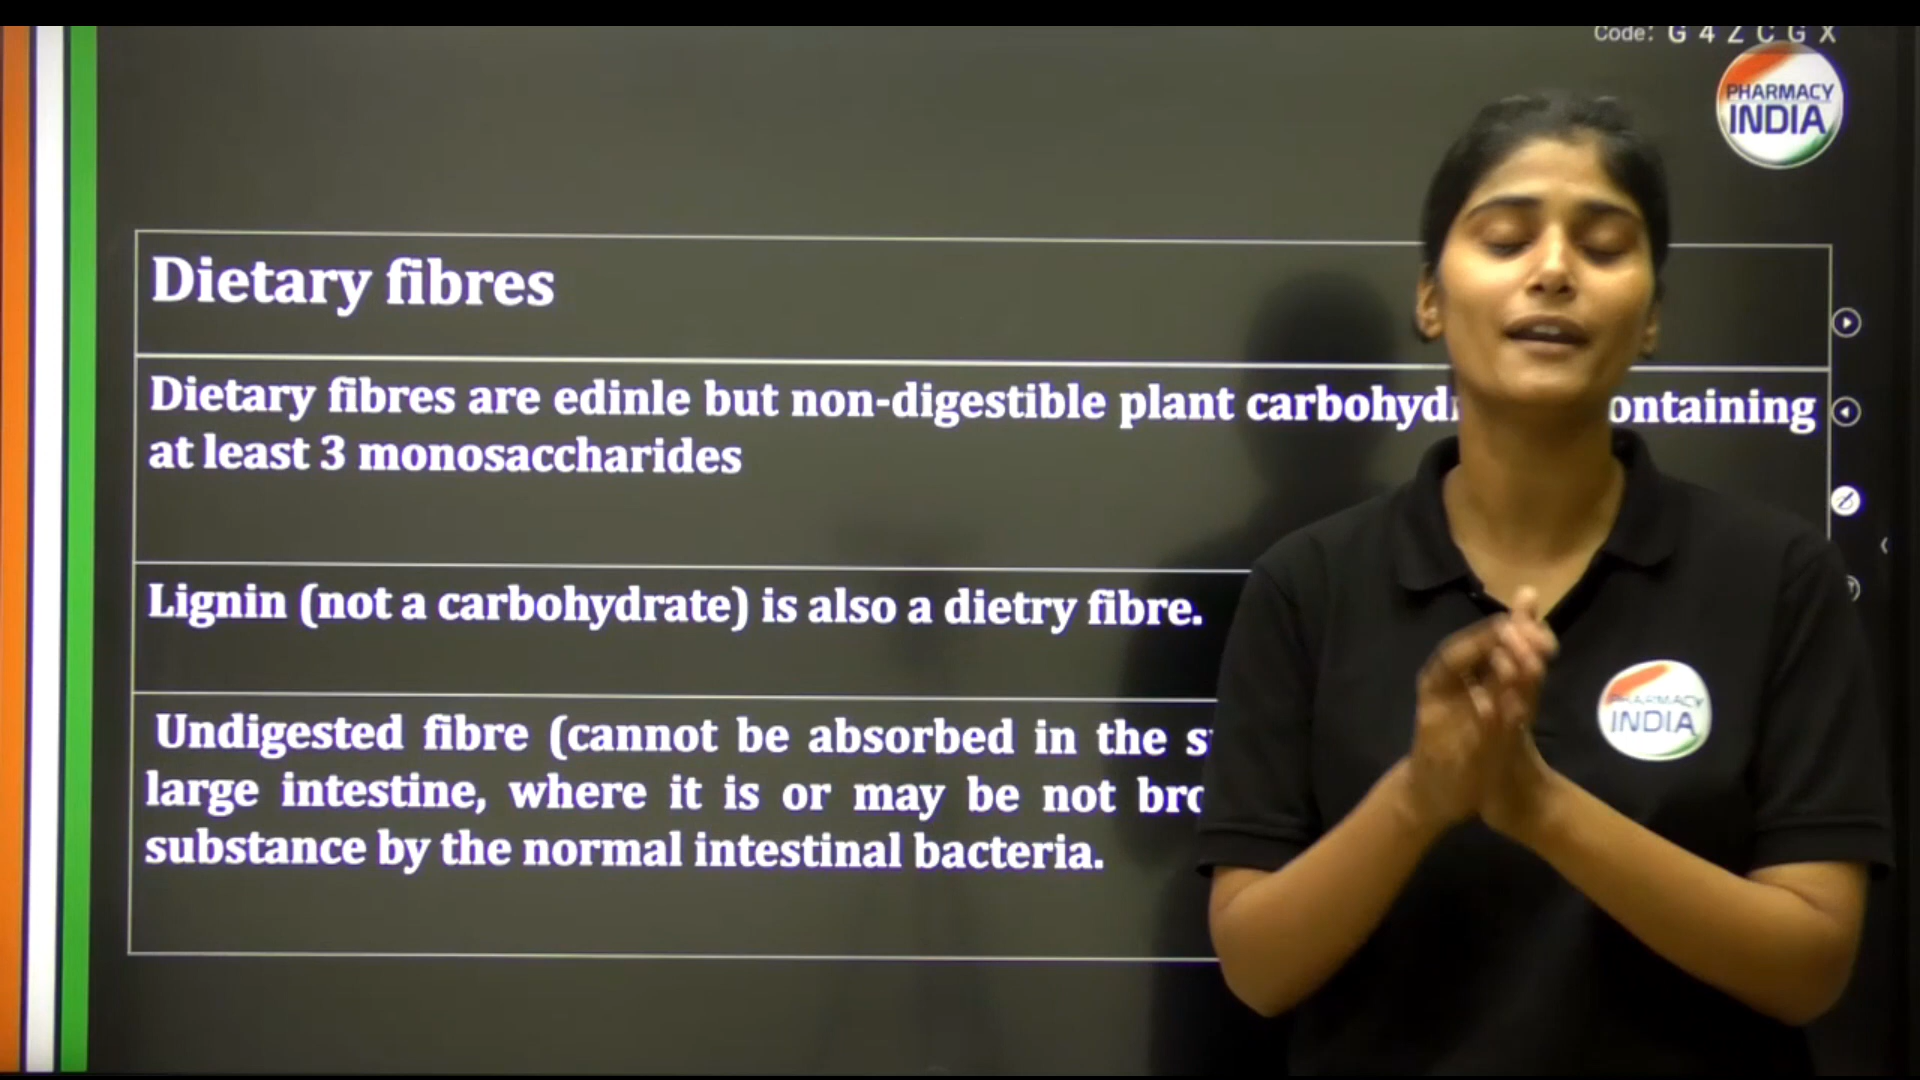 Code: G4ZCGX
PHARMACY
INDIA
Dietary fibres
Dietary fibres are edinle but non-digestible plant ontaining
at least 3 monosaccharides
Lignin (not a carbohydrate) is also a dietry fibre.
Undigested fibre (cannot be absorbed in the
large intestine, where it is or may be not
substance by the normal intestinal bacteria.
PHARMACY
INDIA